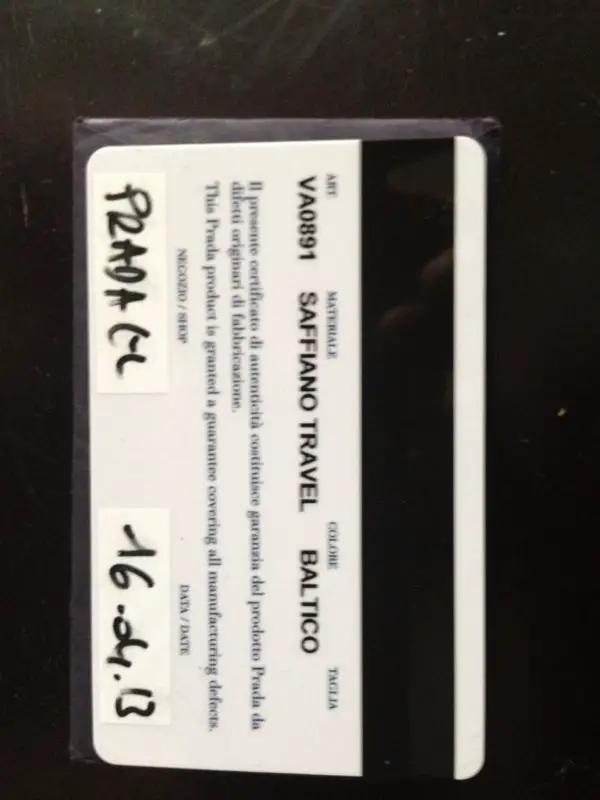 ART MATERIALE COLORE TAGLIA
VA0891 SAFFIANO TRAVEL BALTICO
Il presente certificato di autenticità costituisce garanzia del prodotto Prada da
difetti originari di fabbricazione.
This Prada product is granted a guarantee covering all manufacturing defects.
NEGOZIO / SHOP DATA / DATE
PRADA 16.04.13